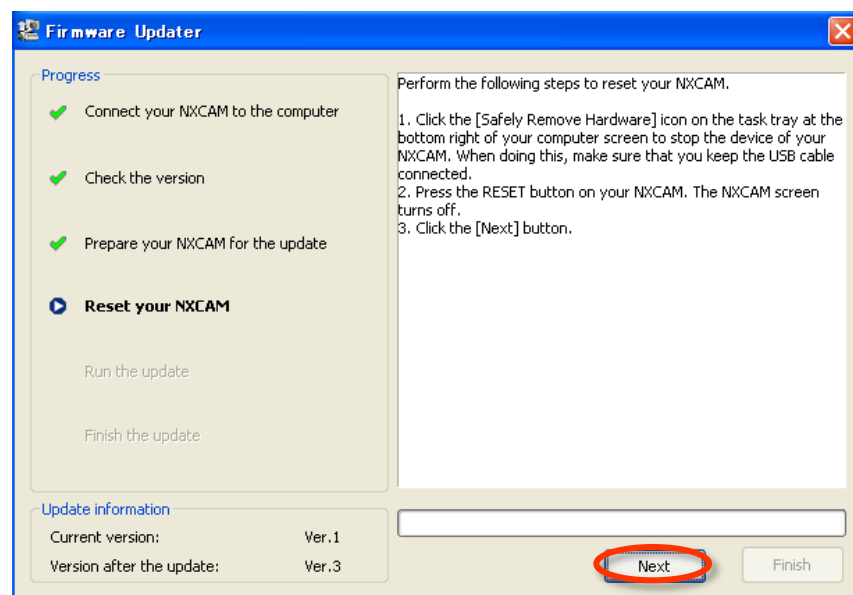 Firmware Updater
Progress
Connect your NXCAM to the computer
Check the version
Prepare your NXCAM for the update
Reset your NXCAM
Run the update
Finish the update
Perform the following steps to reset your NXCAM.
1. Click the [Safely Remove Hardware] icon on the task tray at the
bottom right of your computer screen to stop the device of your
NXCAM. When doing this, make sure that you keep the USB cable
connected.
2. Press the RESET button on your NXCAM. The NXCAM screen
turns off.
3. Click the [Next] button.
Update information
Current version: Ver.1
Version after the update: Ver.3
Next
Finish